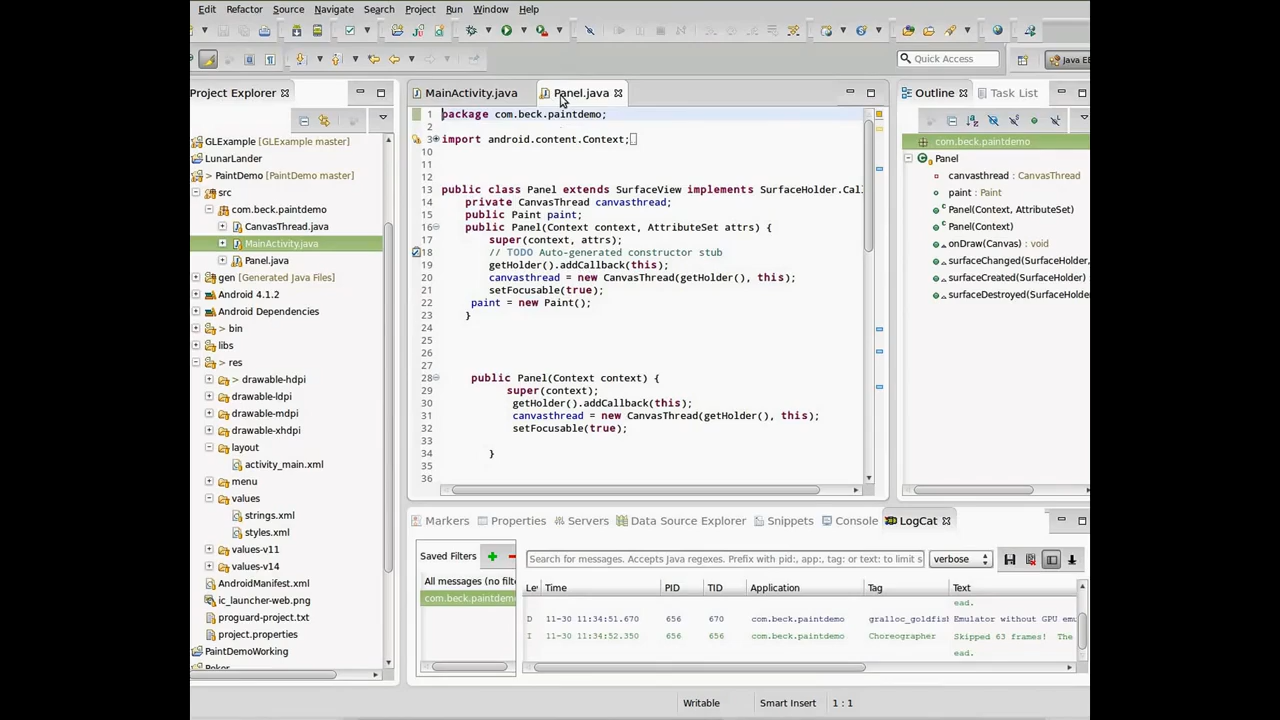 Edit Refactor Source Navigate Search Project Run Window Help
Quick Access
Java EE
Project Explorer
GLExample [GLExample master]
LunarLander
> PaintDemo [PaintDemo master]
src
com.beck.paintdemo
CanvasThread.java
MainActivity.java
Panel.java
gen [Generated Java Files]
Android 4.1.2
Android Dependencies
> bin
libs
> res
> drawable-hdpi
drawable-ldpi
drawable-mdpi
drawable-xhdpi
layout
activity_main.xml
menu
values
strings.xml
styles.xml
values-v11
values-v14
AndroidManifest.xml
ic_launcher-web.png
proguard-project.txt
project.properties
PaintDemoWorking
MainActivity.java Panel.java
1 package com.beck.paintdemo;
2
3 import android.content.Context;
10
11
12
13 public class Panel extends SurfaceView implements SurfaceHolder.Cal
14 private CanvasThread canvasthread;
15 public Paint paint;
16 public Panel(Context context, AttributeSet attrs) {
17 super(context, attrs);
18 // TODO Auto-generated constructor stub
19 getHolder().addCallback(this);
20 canvasthread = new CanvasThread(getHolder(), this);
21 setFocusable(true);
22 paint = new Paint();
23 }
24
25
26
27
28 public Panel(Context context) {
29 super(context);
30 getHolder().addCallback(this);
31 canvasthread = new CanvasThread(getHolder(), this);
32 setFocusable(true);
33
34 }
35
36
Outline Task List
com.beck.paintdemo
Panel
canvasthread : CanvasThread
paint : Paint
Panel(Context, AttributeSet)
Panel(Context)
onDraw(Canvas) : void
surfaceChanged(SurfaceHolder,
surfaceCreated(SurfaceHolder)
surfaceDestroyed(SurfaceHolder
Markers Properties Servers Data Source Explorer Snippets Console LogCat
Saved Filters
All messages (no filte
com.beck.paintdem
Search for messages. Accepts Java regexes. Prefix with pid:, app:, tag: or text: to limit s
verbose
Le Time PID TID Application Tag Text
ead.
D 11-30 11:34:51.670 656 670 com.beck.paintdemo gralloc_goldfis Emulator without GPU emu
I 11-30 11:34:52.350 656 656 com.beck.paintdemo Choreographer Skipped 63 frames! The
ead.
Writable Smart Insert 1 : 1